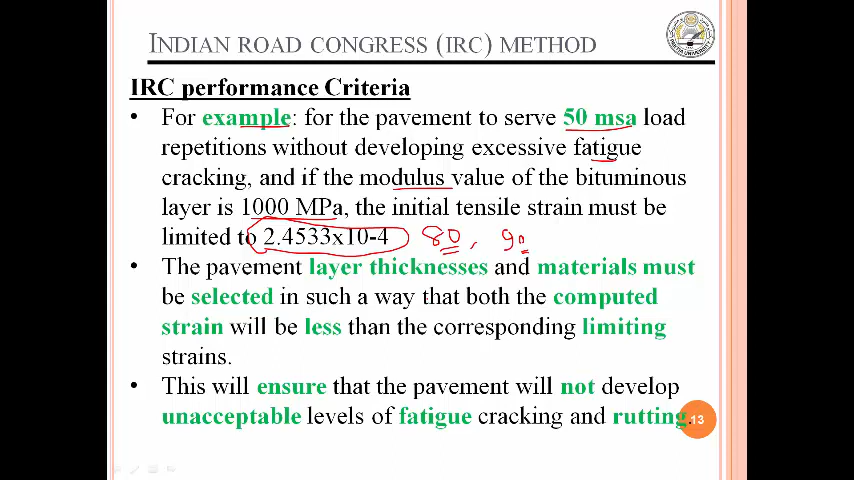 INDIAN ROAD CONGRESS (IRC) METHOD
IRC performance Criteria
• For example: for the pavement to serve 50 msa load
repetitions without developing excessive fatigue
cracking, and if the modulus value of the bituminous
layer is 1000 MPa, the initial tensile strain must be
limited to 2.4533x10-4 80, 90
• The pavement layer thicknesses and materials must
be selected in such a way that both the computed
strain will be less than the corresponding limiting
strains.
• This will ensure that the pavement will not develop
unacceptable levels of fatigue cracking and rutting.
13